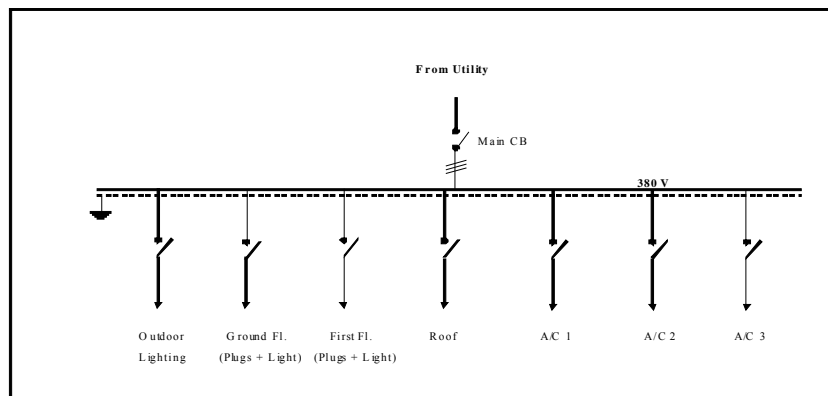 From Utility
Main CB
380 V
Outdoor Lighting
Ground Fl. (Plugs + Light)
First Fl. (Plugs + Light)
Roof
A/C 1
A/C 2
A/C 3